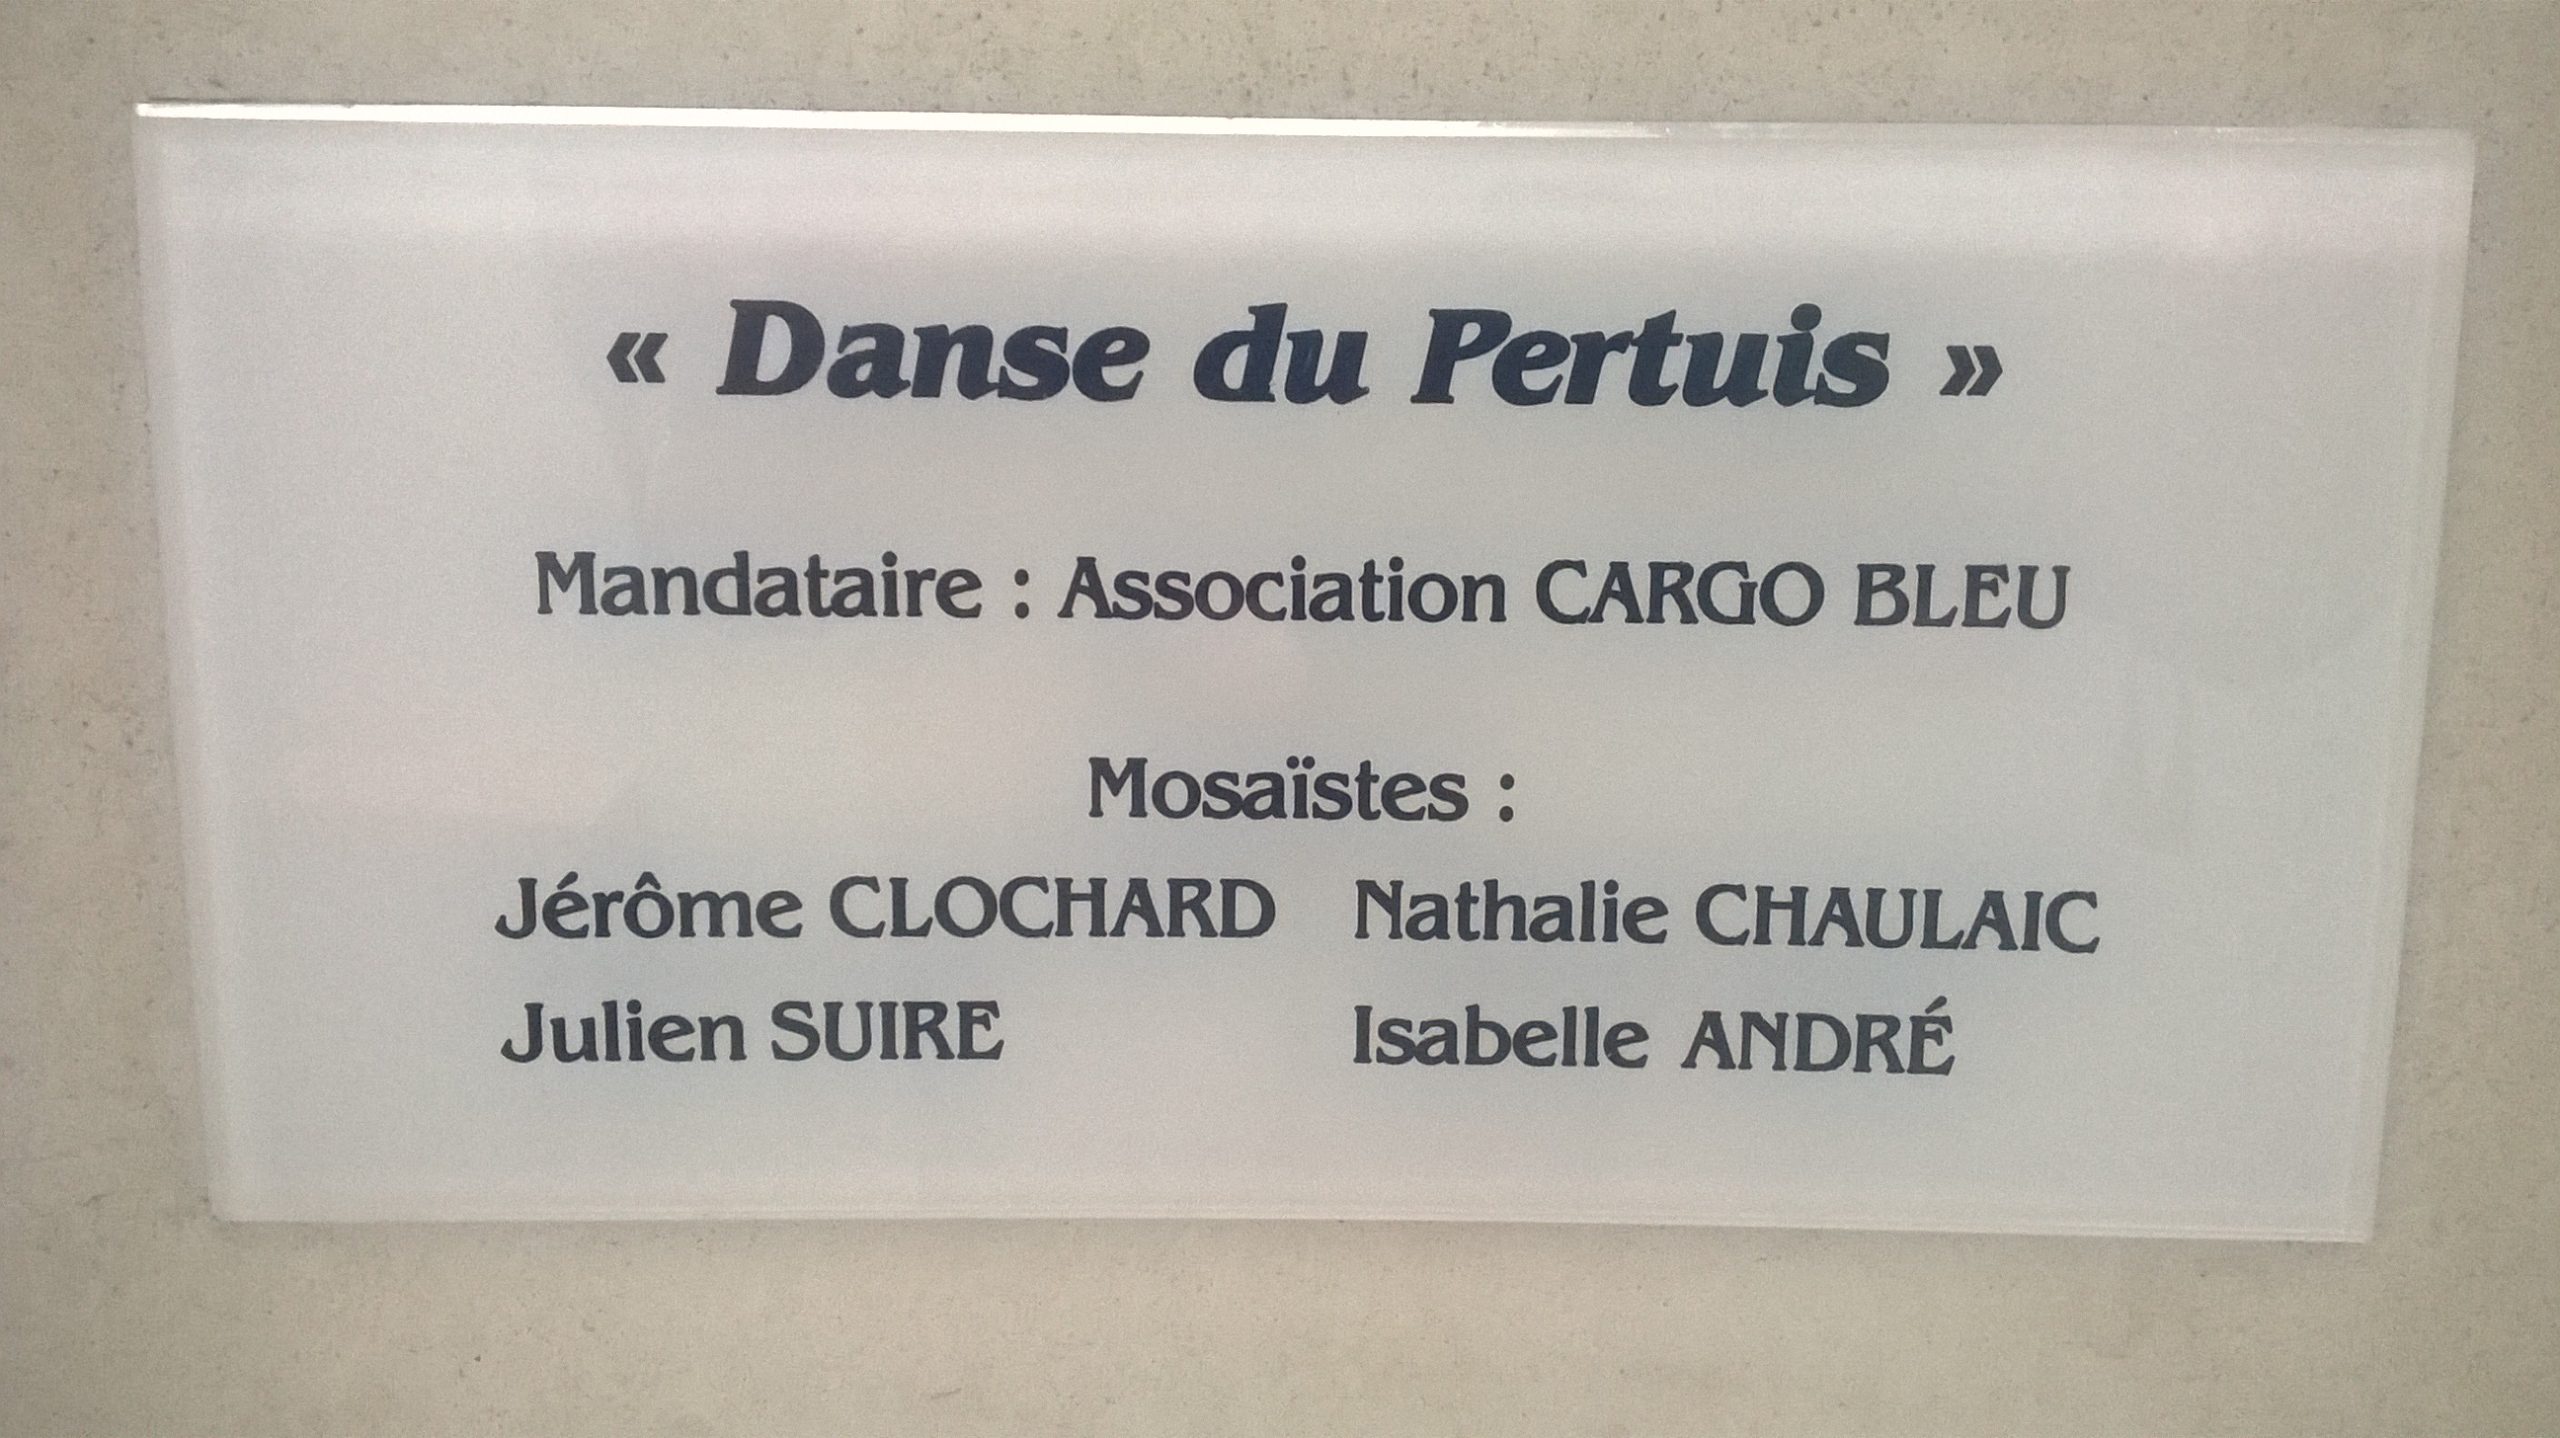 « Danse du Pertuis »
Mandataire : Association CARGO BLEU
Mosaïstes :
Jérôme CLOCHARD Nathalie CHAULAIC
Julien SUIRE Isabelle ANDRÉ